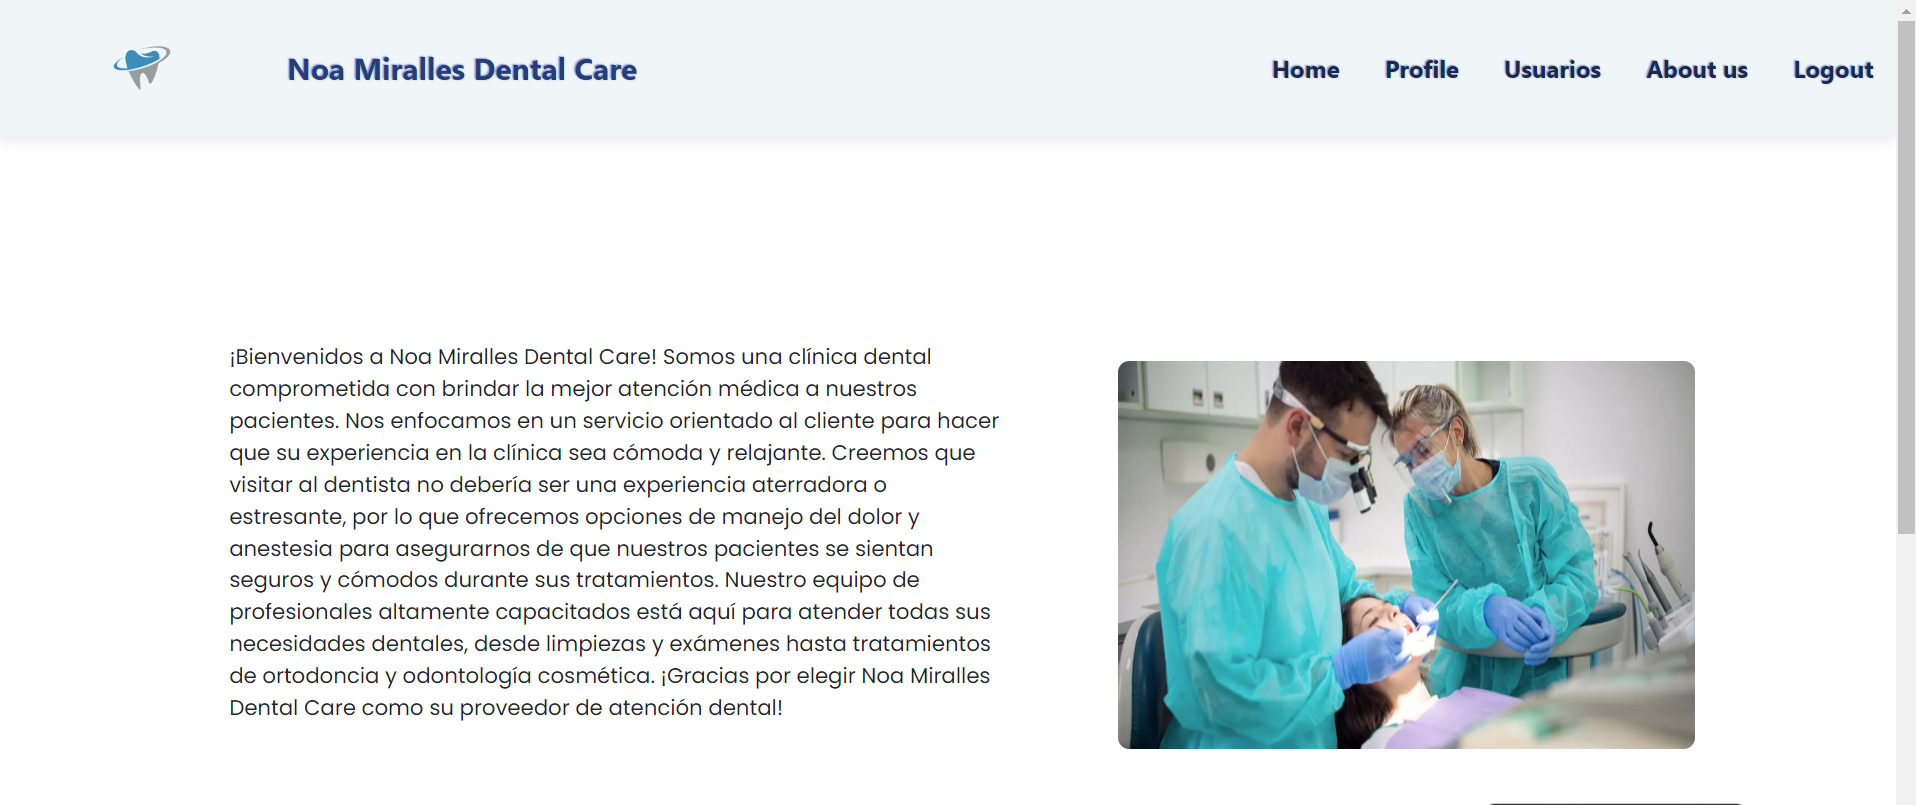 Noa Miralles Dental Care
Home Profile Usuarios About us Logout
¡Bienvenidos a Noa Miralles Dental Care! Somos una clínica dental
comprometida con brindar la mejor atención médica a nuestros
pacientes. Nos enfocamos en un servicio orientado al cliente para hacer
que su experiencia en la clínica sea cómoda y relajante. Creemos que
visitar al dentista no debería ser una experiencia aterradora o
estresante, por lo que ofrecemos opciones de manejo del dolor y
anestesia para asegurarnos de que nuestros pacientes se sientan
seguros y cómodos durante sus tratamientos. Nuestro equipo de
profesionales altamente capacitados está aquí para atender todas sus
necesidades dentales, desde limpiezas y exámenes hasta tratamientos
de ortodoncia y odontología cosmética. ¡Gracias por elegir Noa Miralles
Dental Care como su proveedor de atención dental!